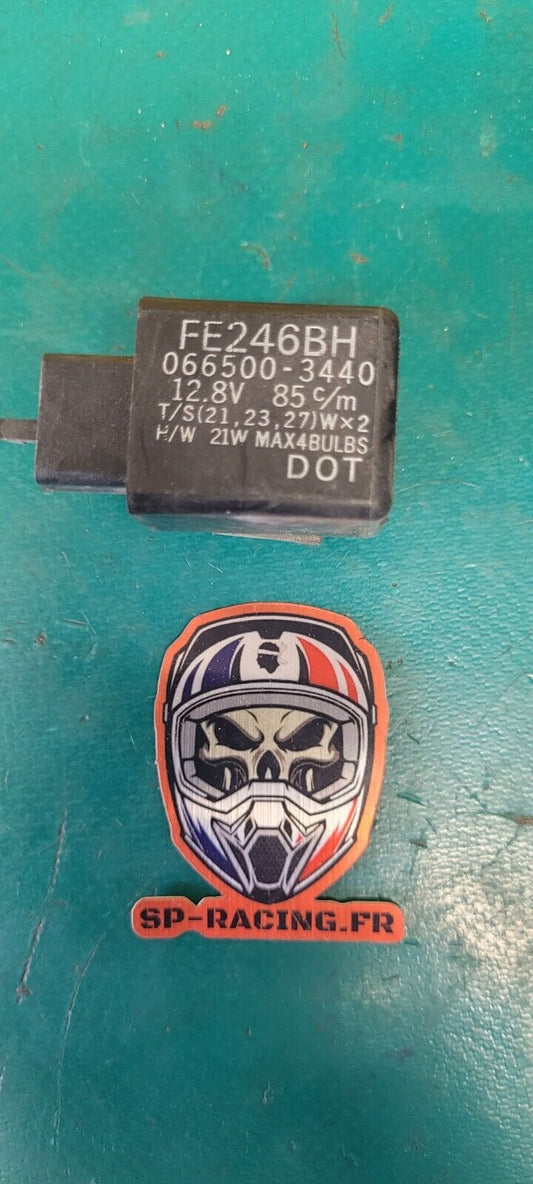 FE246BH
066500-3440
12.8V 85 c/m
T/S(21,23,27)W×2
H/W 21W MAX4BULBS
DOT
SP-RACING.FR